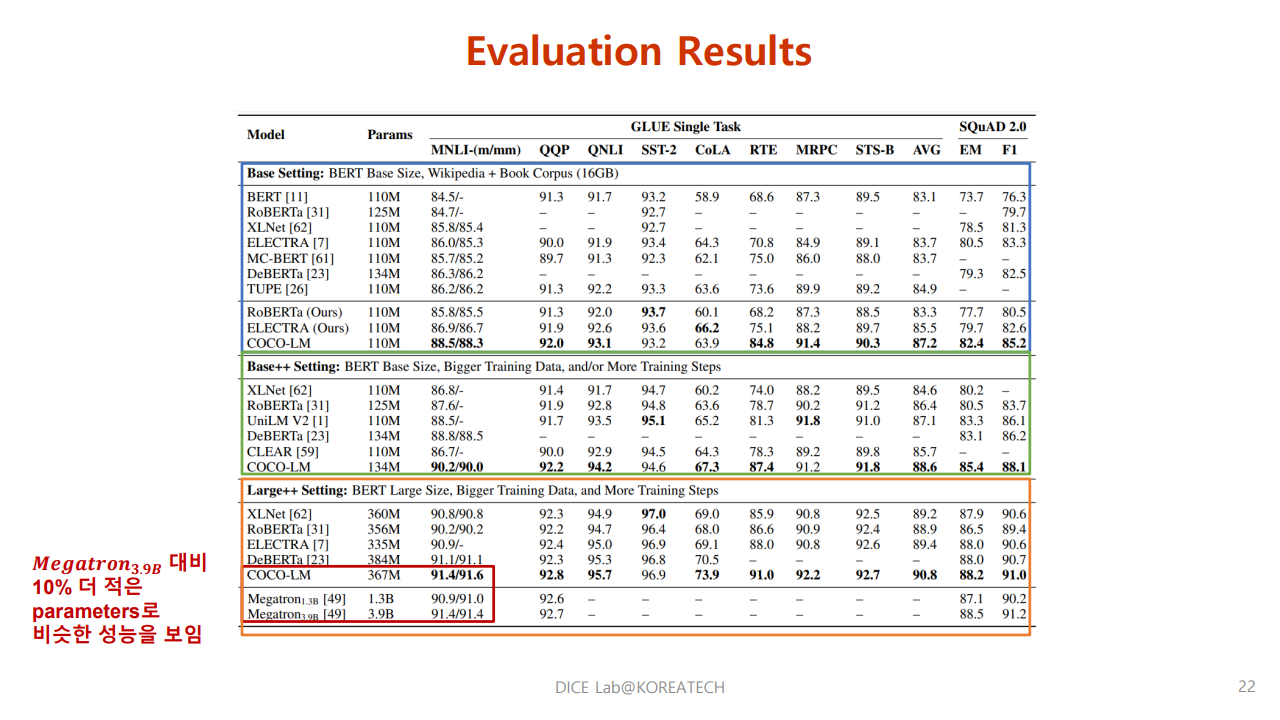 Evaluation Results
Model Params GLUE Single Task SQuAD 2.0
MNLI-(m/mm) QQP QNLI SST-2 CoLA RTE MRPC STS-B AVG EM F1
Base Setting: BERT Base Size, Wikipedia + Book Corpus (16GB)
BERT [11] 110M 84.5/- 91.3 91.7 93.2 58.9 68.6 87.3 89.5 83.1 73.7 76.3
RoBERTa [31] 125M 84.7/- – – 92.7 – – – – – – 79.7
XLNet [62] 110M 85.8/85.4 – – 92.7 – – – – – 78.5 81.3
ELECTRA [7] 110M 86.0/85.3 90.0 91.9 93.4 64.3 70.8 84.9 89.1 83.7 80.5 83.3
MC-BERT [61] 110M 85.7/85.2 89.7 91.3 92.3 62.1 75.0 86.0 88.0 83.7 – –
DeBERTa [23] 134M 86.3/86.2 – – – – – – – – 79.3 82.5
TUPE [26] 110M 86.2/86.2 91.3 92.2 93.3 63.6 73.6 89.9 89.2 84.9 – –
RoBERTa (Ours) 110M 85.8/85.5 91.3 92.0 93.7 60.1 68.2 87.3 88.5 83.3 77.7 80.5
ELECTRA (Ours) 110M 86.9/86.7 91.9 92.6 93.6 66.2 75.1 88.2 89.7 85.5 79.7 82.6
COCO-LM 110M 88.5/88.3 92.0 93.1 93.2 63.9 84.8 91.4 90.3 87.2 82.4 85.2
Base++ Setting: BERT Base Size, Bigger Training Data, and/or More Training Steps
XLNet [62] 110M 86.8/- 91.4 91.7 94.7 60.2 74.0 88.2 89.5 84.6 80.2 –
RoBERTa [31] 125M 87.6/- 91.9 92.8 94.8 63.6 78.7 90.2 91.2 86.4 80.5 83.7
UniLM V2 [1] 110M 88.5/- 91.7 93.5 95.1 65.2 81.3 91.8 91.0 87.1 83.3 86.1
DeBERTa [23] 134M 88.8/88.5 – – – – – – – – 83.1 86.2
CLEAR [59] 110M 86.7/- 90.0 92.9 94.5 64.3 78.3 89.2 89.8 85.7 – –
COCO-LM 134M 90.2/90.0 92.2 94.2 94.6 67.3 87.4 91.2 91.8 88.6 85.4 88.1
Large++ Setting: BERT Large Size, Bigger Training Data, and More Training Steps
XLNet [62] 360M 90.8/90.8 92.3 94.9 97.0 69.0 85.9 90.8 92.5 89.2 87.9 90.6
RoBERTa [31] 356M 90.2/90.2 92.2 94.7 96.4 68.0 86.6 90.9 92.4 88.9 86.5 89.4
ELECTRA [7] 335M 90.9/- 92.4 95.0 96.9 69.1 88.0 90.8 92.6 89.4 88.0 90.6
DeBERTa [23] 384M 91.1/91.1 92.3 95.3 96.8 70.5 – – – – 88.0 90.7
COCO-LM 367M 91.4/91.6 92.8 95.7 96.9 73.9 91.0 92.2 92.7 90.8 88.2 91.0
Megatron1.3B [49] 1.3B 90.9/91.0 92.6 – – – – – – – 87.1 90.2
Megatron3.9B [49] 3.9B 91.4/91.4 92.7 – – – – – – – 88.5 91.2
Megatron3.9B 대비
10% 더 적은
parameters로
비슷한 성능을 보임
DICE Lab@KOREATECH
22